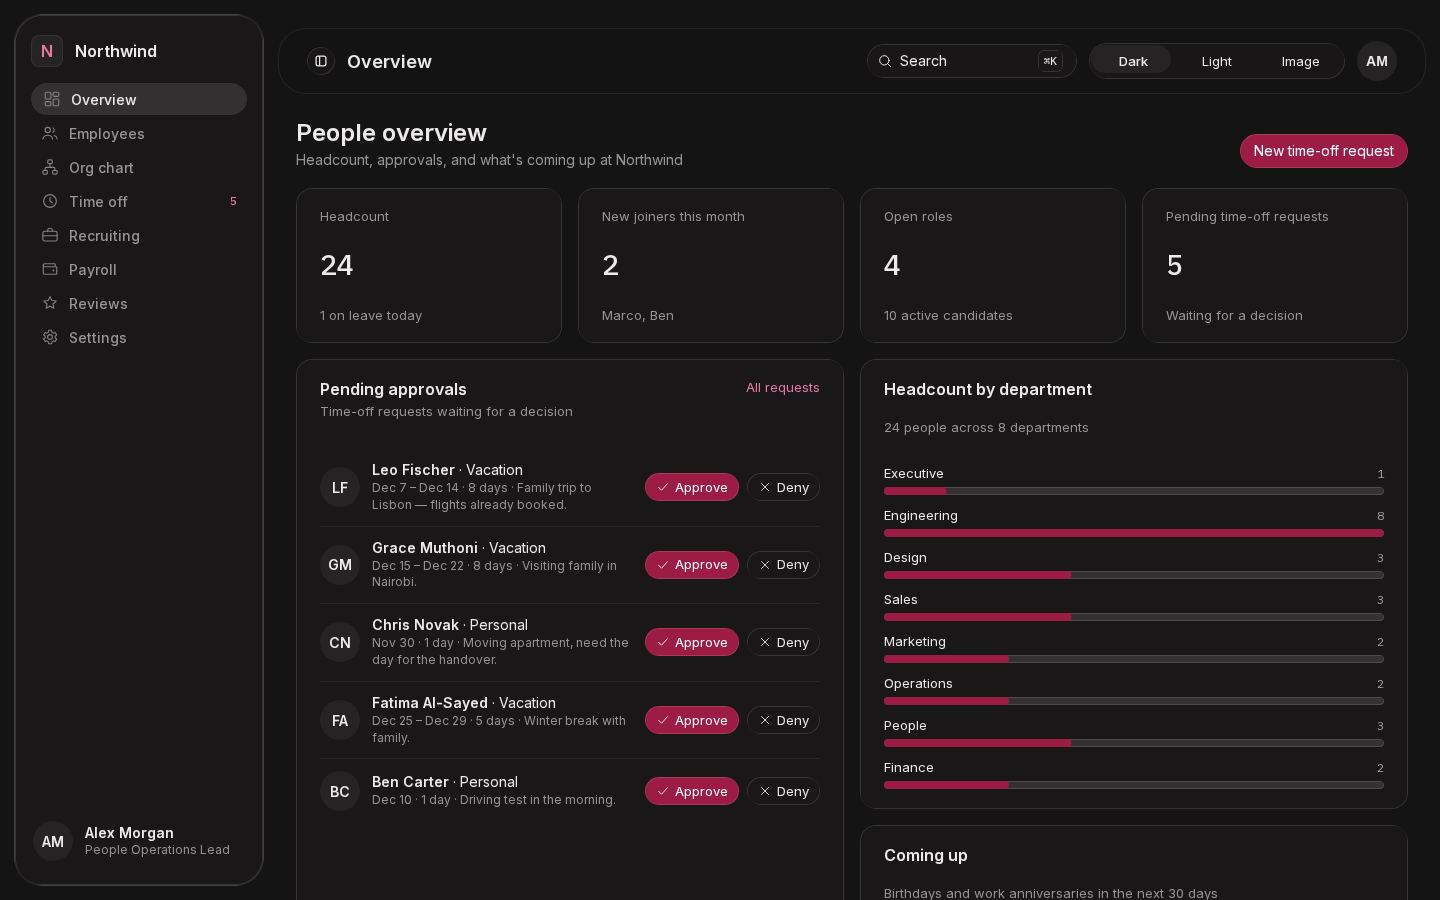 N
Northwind
Overview
Employees
Org chart
Time off 5
Recruiting
Payroll
Reviews
Settings
AM
Alex Morgan
People Operations Lead
Overview
Search ⌘K
Dark Light Image
AM
People overview
Headcount, approvals, and what's coming up at Northwind
New time-off request
Headcount
24
1 on leave today
New joiners this month
2
Marco, Ben
Open roles
4
10 active candidates
Pending time-off requests
5
Waiting for a decision
Pending approvals
All requests
Time-off requests waiting for a decision
LF
Leo Fischer · Vacation
Dec 7 – Dec 14 · 8 days · Family trip to
Lisbon — flights already booked.
Approve Deny
GM
Grace Muthoni · Vacation
Dec 15 – Dec 22 · 8 days · Visiting family in
Nairobi.
Approve Deny
CN
Chris Novak · Personal
Nov 30 · 1 day · Moving apartment, need the
day for the handover.
Approve Deny
FA
Fatima Al-Sayed · Vacation
Dec 25 – Dec 29 · 5 days · Winter break with
family.
Approve Deny
BC
Ben Carter · Personal
Dec 10 · 1 day · Driving test in the morning.
Approve Deny
Headcount by department
24 people across 8 departments
Executive 1
Engineering 8
Design 3
Sales 3
Marketing 2
Operations 2
People 3
Finance 2
Coming up
Birthdays and work anniversaries in the next 30 days